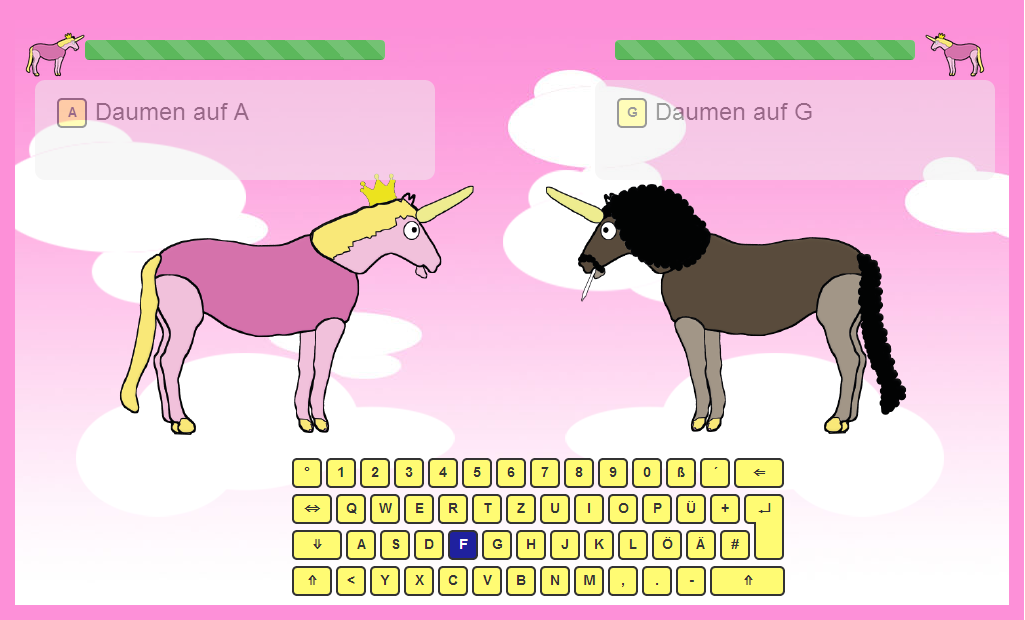 A Daumen auf A
G Daumen auf G
° 1 2 3 4 5 6 7 8 9 0 ß ´ ⇐
⇔ Q W E R T Z U I O P Ü + ↵
⇓ A S D F G H J K L Ö Ä #
⇑ < Y X C V B N M , . - ⇑